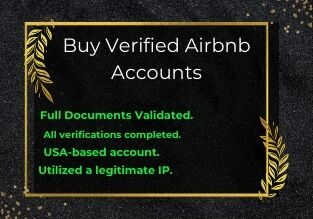 Buy Verified Airbnb
Accounts
Full Documents Validated.
All verifications completed.
USA-based account.
Utilized a legitimate IP.